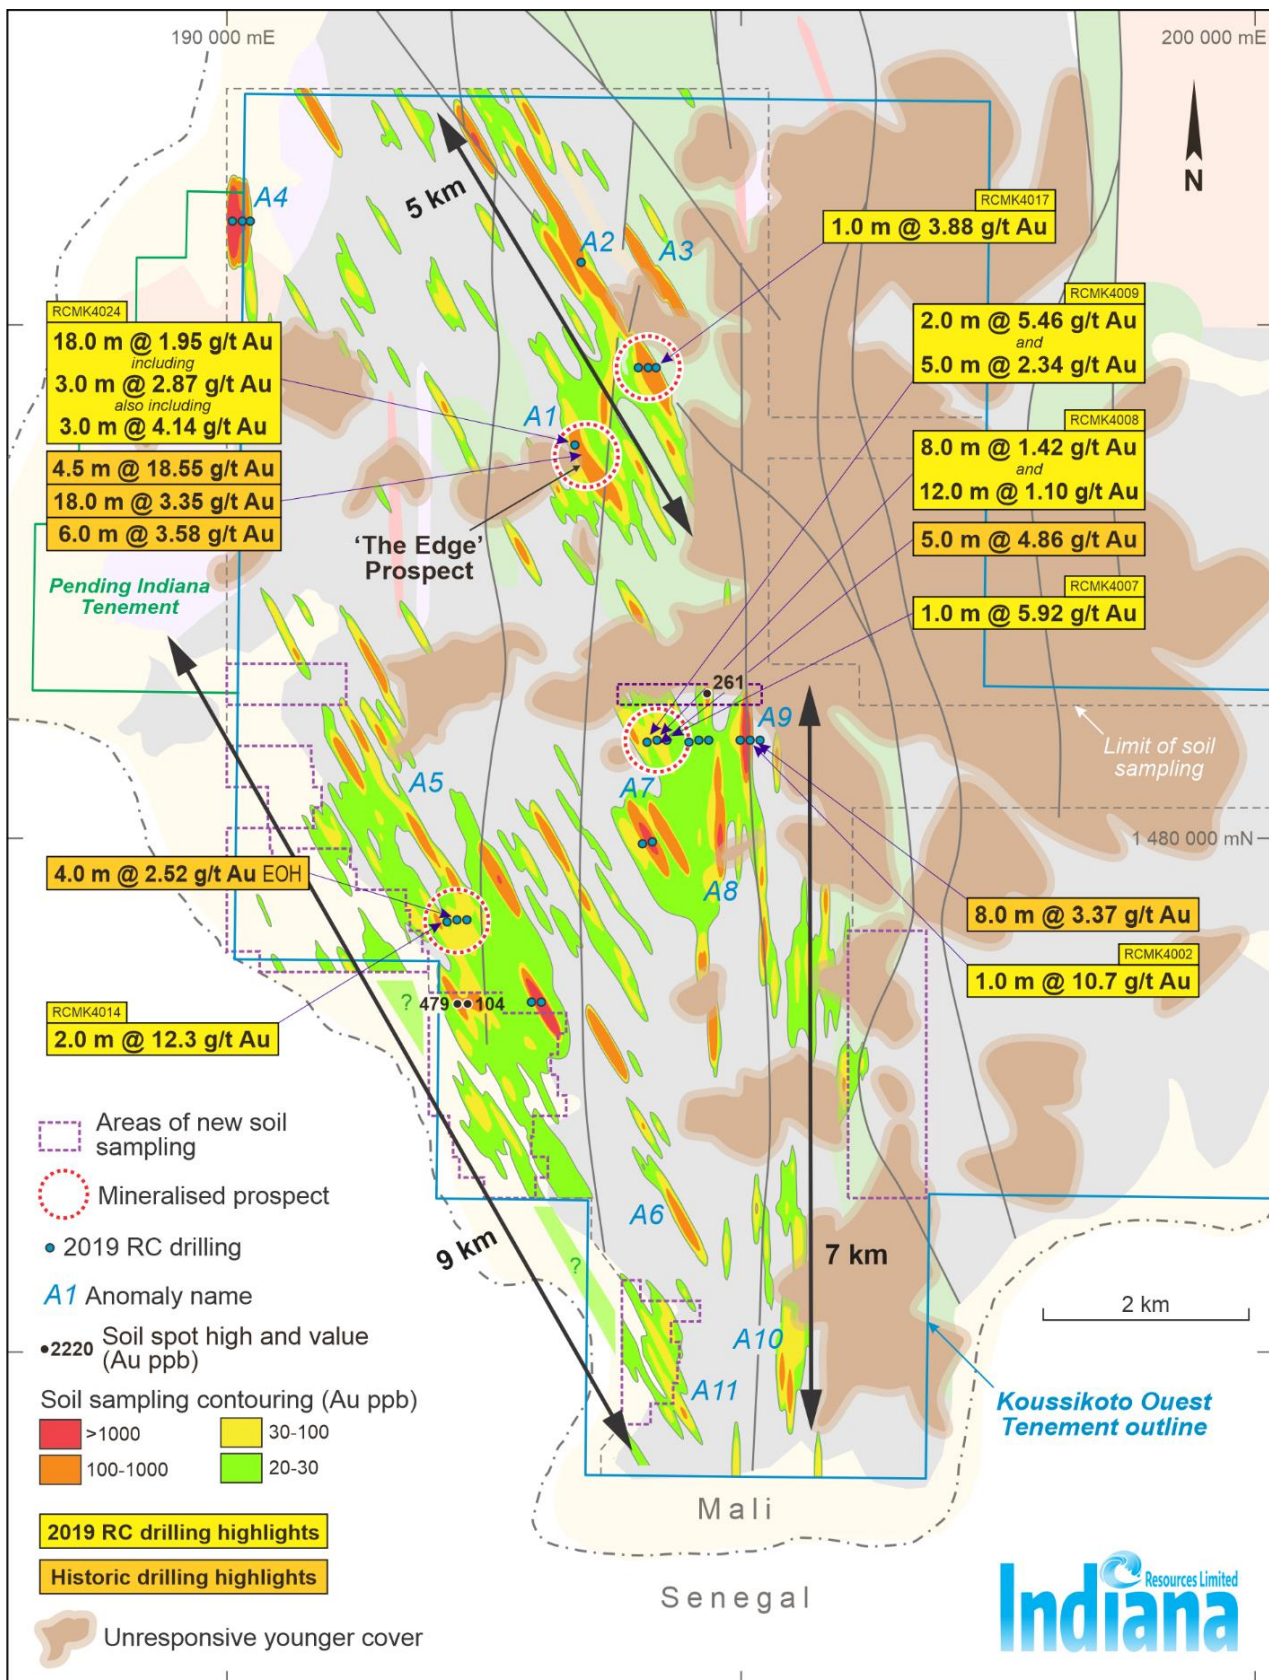 190 000 mE
200 000 mE
N
A4
5 km
A2
A3
RCMK4017
1.0 m @ 3.88 g/t Au
RCMK4009
2.0 m @ 5.46 g/t Au
and
5.0 m @ 2.34 g/t Au
RCMK4024
18.0 m @ 1.95 g/t Au
including
3.0 m @ 2.87 g/t Au
also including
3.0 m @ 4.14 g/t Au
4.5 m @ 18.55 g/t Au
18.0 m @ 3.35 g/t Au
6.0 m @ 3.58 g/t Au
A1
RCMK4008
8.0 m @ 1.42 g/t Au
and
12.0 m @ 1.10 g/t Au
5.0 m @ 4.86 g/t Au
RCMK4007
1.0 m @ 5.92 g/t Au
'The Edge'
Prospect
Pending Indiana
Tenement
261
A9
Limit of soil
sampling
A5
A7
1 480 000 mN
4.0 m @ 2.52 g/t Au EOH
A8
8.0 m @ 3.37 g/t Au
RCMK4002
1.0 m @ 10.7 g/t Au
?
479
104
RCMK4014
2.0 m @ 12.3 g/t Au
A6
9 km
?
7 km
Areas of new soil
sampling
Mineralised prospect
2019 RC drilling
A1 Anomaly name
2220 Soil spot high and value
(Au ppb)
Soil sampling contouring (Au ppb)
>1000
30-100
100-1000
20-30
2019 RC drilling highlights
Historic drilling highlights
Unresponsive younger cover
2 km
A10
A11
Koussikoto Ouest
Tenement outline
Mali
Senegal
Indiana
Resources Limited